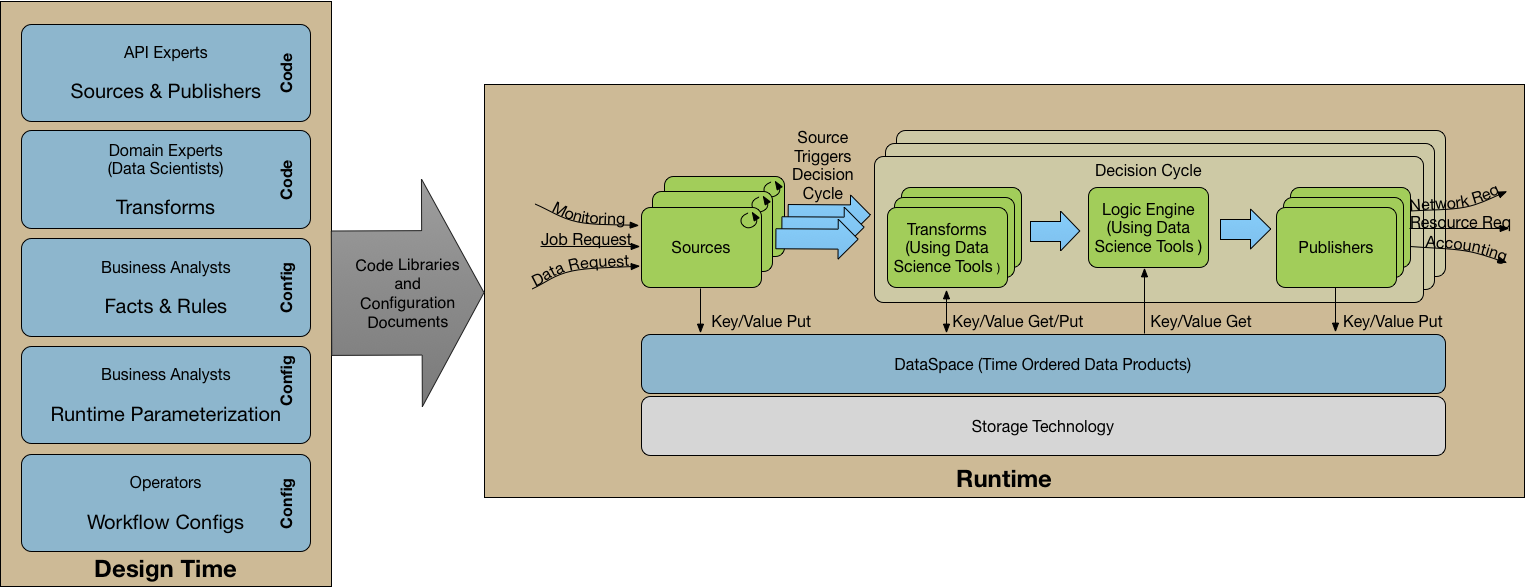 API Experts
Sources & Publishers
Code
Domain Experts
(Data Scientists)
Transforms
Code
Business Analysts
Facts & Rules
Config
Business Analysts
Runtime Parameterization
Config
Operators
Workflow Configs
Config
Design Time
Code Libraries
and
Configuration
Documents
Monitoring
Job Request
Data Request
Sources
Source
Triggers
Decision
Cycle
Decision Cycle
Transforms
(Using Data
Science Tools )
Logic Engine
(Using Data
Science Tools )
Publishers
Network Req
Resource Req
Accounting
Key/Value Put
Key/Value Get/Put
Key/Value Get
Key/Value Put
DataSpace (Time Ordered Data Products)
Storage Technology
Runtime